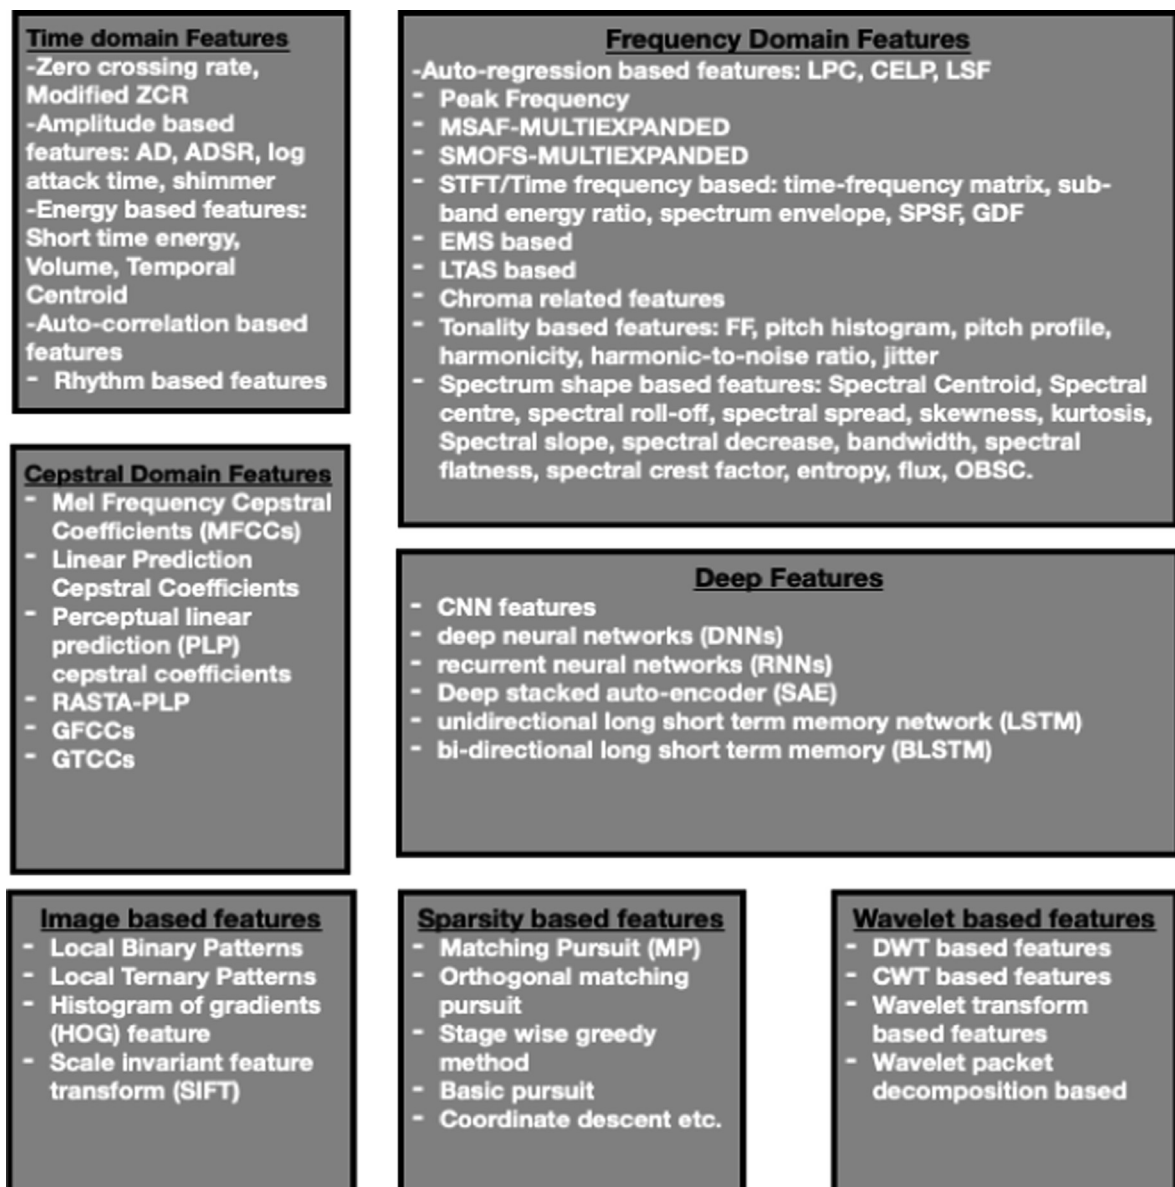 Time domain Features
-Zero crossing rate,
Modified ZCR
-Amplitude based
features: AD, ADSR, log
attack time, shimmer
-Energy based features:
Short time energy,
Volume, Temporal
Centroid
-Auto-correlation based
features
- Rhythm based features
Frequency Domain Features
-Auto-regression based features: LPC, CELP, LSF
- Peak Frequency
- MSAF-MULTIEXPANDED
- SMOFS-MULTIEXPANDED
- STFT/Time frequency based: time-frequency matrix, sub-
band energy ratio, spectrum envelope, SPSF, GDF
- EMS based
- LTAS based
- Chroma related features
- Tonality based features: FF, pitch histogram, pitch profile,
harmonicity, harmonic-to-noise ratio, jitter
- Spectrum shape based features: Spectral Centroid, Spectral
centre, spectral roll-off, spectral spread, skewness, kurtosis,
Spectral slope, spectral decrease, bandwidth, spectral
flatness, spectral crest factor, entropy, flux, OBSC.
Cepstral Domain Features
- Mel Frequency Cepstral
Coefficients (MFCCs)
- Linear Prediction
Cepstral Coefficients
- Perceptual linear
prediction (PLP)
cepstral coefficients
- RASTA-PLP
- GFCCs
- GTCCs
Deep Features
- CNN features
- deep neural networks (DNNs)
- recurrent neural networks (RNNs)
- Deep stacked auto-encoder (SAE)
- unidirectional long short term memory network (LSTM)
- bi-directional long short term memory (BLSTM)
Image based features
- Local Binary Patterns
- Local Ternary Patterns
- Histogram of gradients
(HOG) feature
- Scale invariant feature
transform (SIFT)
Sparsity based features
- Matching Pursuit (MP)
- Orthogonal matching
pursuit
- Stage wise greedy
method
- Basic pursuit
- Coordinate descent etc.
Wavelet based features
- DWT based features
- CWT based features
- Wavelet transform
based features
- Wavelet packet
decomposition based